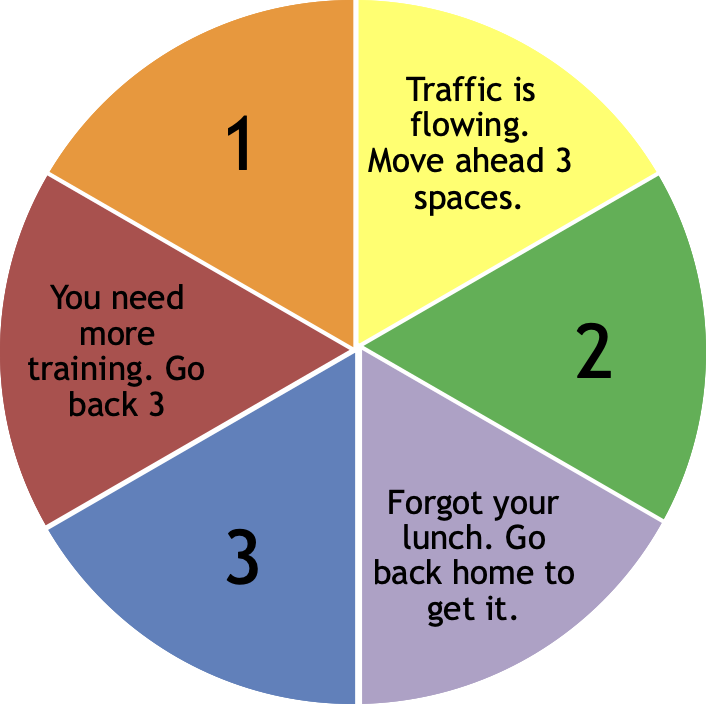 1
Traffic is
flowing.
Move ahead 3
spaces.
You need
more
training. Go
back 3
2
3
Forgot your
lunch. Go
back home to
get it.